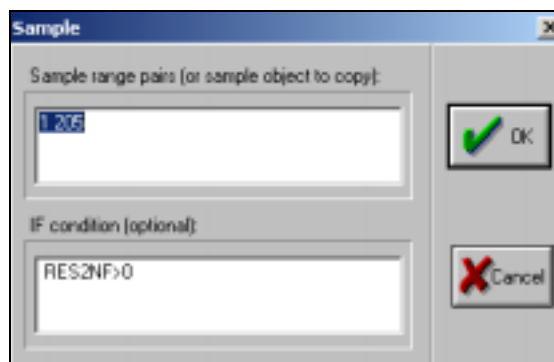 Sample
Sample range pairs (or sample object to copy):
1 205
OK
IF condition (optional):
RES2NF>0
Cancel